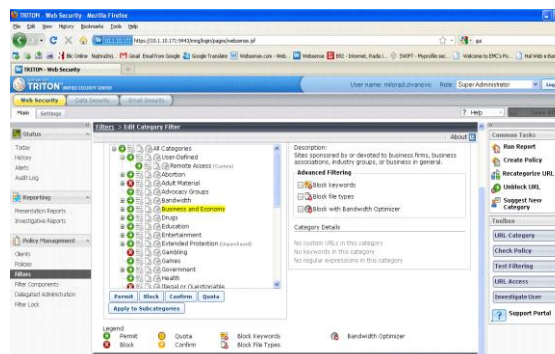 TRITON - Web Security - Mozilla Firefox
File Edit View History Bookmarks Tools Help
TRITON - Web Security
TRITON UNIFIED SECURITY CENTER
User name: milorad.zivanovic Role: Super Administrator
Web Security Data Security Email Security
Main Settings ? Help
Status
Today
History
Alerts
Audit Log
Reporting
Presentation Reports
Investigative Reports
Policy Management
Clients
Policies
Filters
Filter Components
Delegated Administration
Filter Lock
Filters > Edit Category Filter
About
All Categories
User-Defined
Remote Access (Custom)
Abortion
Adult Material
Advocacy Groups
Bandwidth
Business and Economy
Drugs
Education
Entertainment
Extended Protection
Gambling
Games
Government
Health
Illegal or Questionable
Permit Block Confirm Quota
Apply to Subcategories
Description:
Sites sponsored by or devoted to business firms, business
associations, industry groups, or business in general.
Advanced Filtering
Block keywords
Block file types
Block with Bandwidth Optimizer
Category Details
No custom URLs in this category
No keywords in this category
No regular expressions in this category
Legend
Permit Quota Block Keywords Bandwidth Optimizer
Block Confirm Block File Types
Common Tasks
Run Report
Create Policy
Recategorize URL
Unblock URL
Suggest New
Category
Toolbox
URL Category
Check Policy
Test Filtering
URL Access
Investigate User
Support Portal